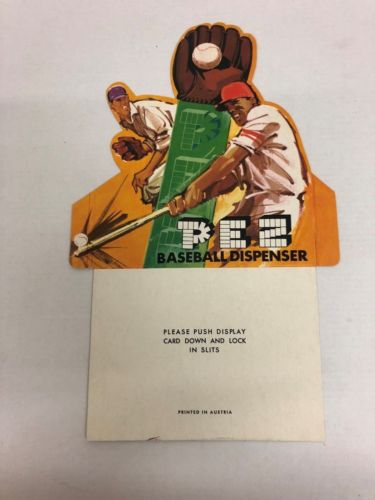 PEZ
BASEBALL DISPENSER
PLEASE PUSH DISPLAY
CARD DOWN AND LOCK
IN SLITS
PRINTED IN AUSTRIA